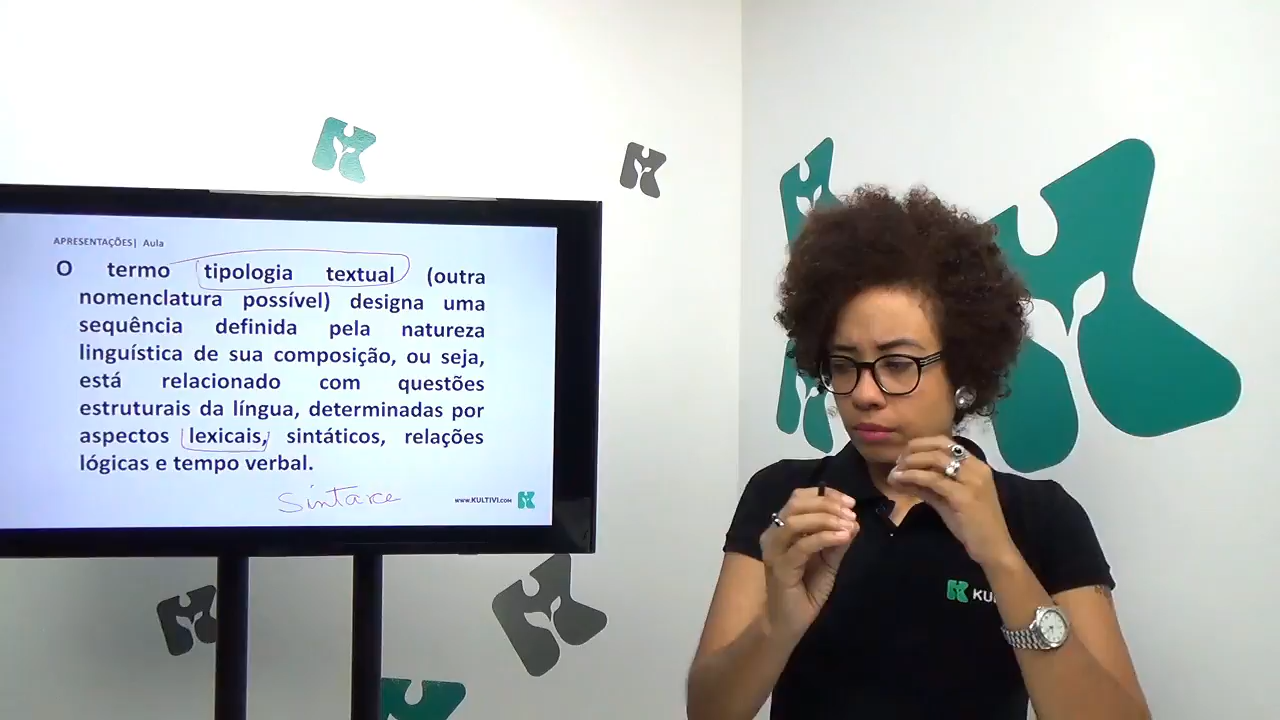 APRESENTAÇÕES| Aula
O termo tipologia textual (outra
nomenclatura possível) designa uma
sequência definida pela natureza
linguística de sua composição, ou seja,
está relacionado com questões
estruturais da língua, determinadas por
aspectos lexicais, sintáticos, relações
lógicas e tempo verbal.
Sintaxe
www.KULTIVI.com